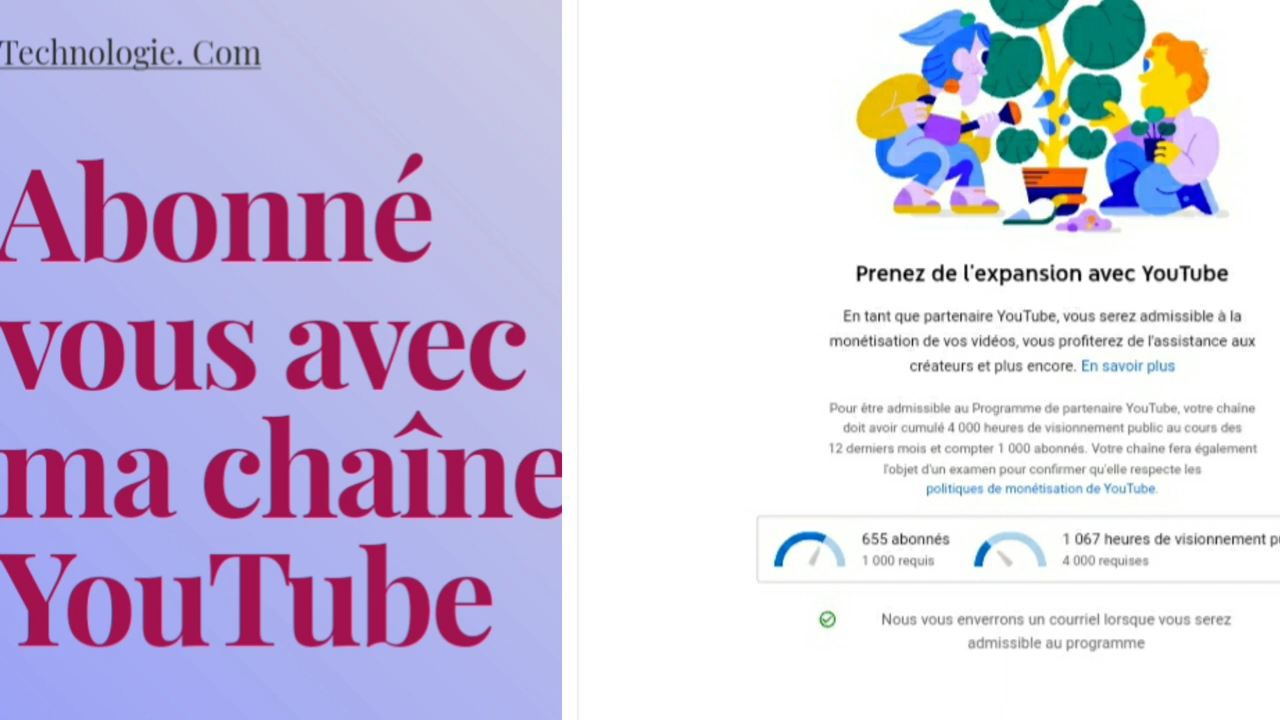 Technologie. Com
Abonné
vous avec
ma chaîne
YouTube
Prenez de l'expansion avec YouTube
En tant que partenaire YouTube, vous serez admissible à la
monétisation de vos vidéos, vous profiterez de l'assistance aux
créateurs et plus encore. En savoir plus
Pour être admissible au Programme de partenaire YouTube, votre chaîne
doit avoir cumulé 4 000 heures de visionnement public au cours des
12 derniers mois et compter 1 000 abonnés. Votre chaîne fera également
l'objet d'un examen pour confirmer qu'elle respecte les
politiques de monétisation de YouTube.
655 abonnés
1 000 requis
1 067 heures de visionnement
4 000 requises
Nous vous enverrons un courriel lorsque vous serez
admissible au programme